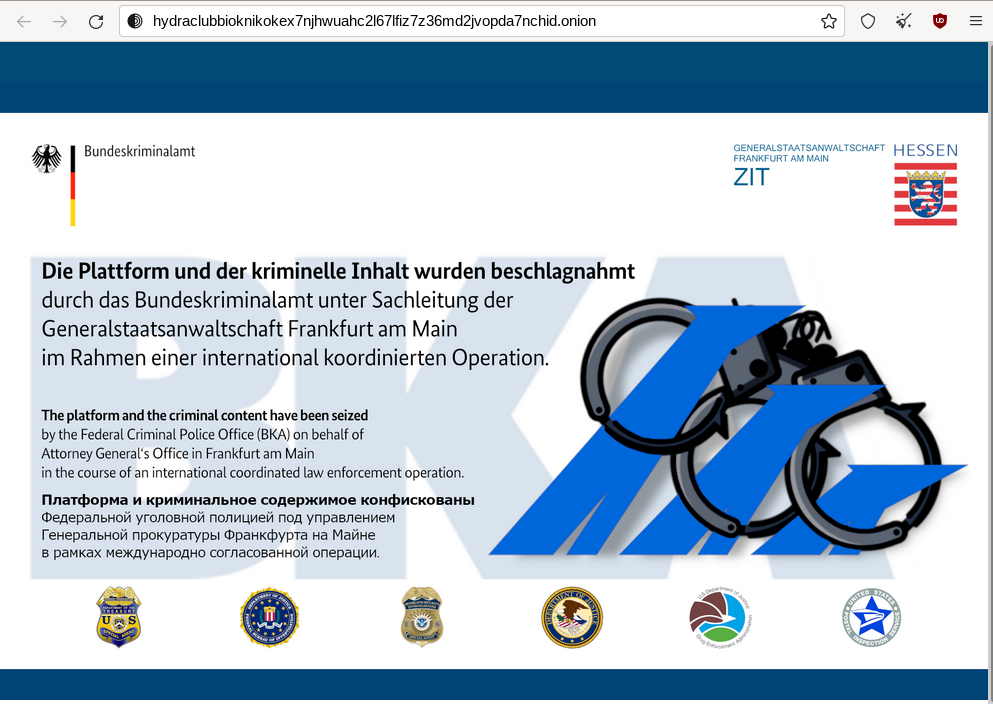 hydraclubbioknikokex7njhwuahc2l67lfiz7z36md2jvopda7nchid.onion
Bundeskriminalamt
GENERALSTAATSANWALTSCHAFT
FRANKFURT AM MAIN
ZIT
HESSEN
BKA
Die Plattform und der kriminelle Inhalt wurden beschlagnahmt
durch das Bundeskriminalamt unter Sachleitung der
Generalstaatsanwaltschaft Frankfurt am Main
im Rahmen einer international koordinierten Operation.
The platform and the criminal content have been seized
by the Federal Criminal Police Office (BKA) on behalf of
Attorney General's Office in Frankfurt am Main
in the course of an international coordinated law enforcement operation.
Платформа и криминальное содержимое конфискованы
Федеральной уголовной полицией под управлением
Генеральной прокуратуры Франкфурта на Майне
в рамках международно согласованной операции.
U S
DEPARTMENT OF JUSTICE
U.S. Department of Justice
Drug Enforcement Administration
UNITED STATES